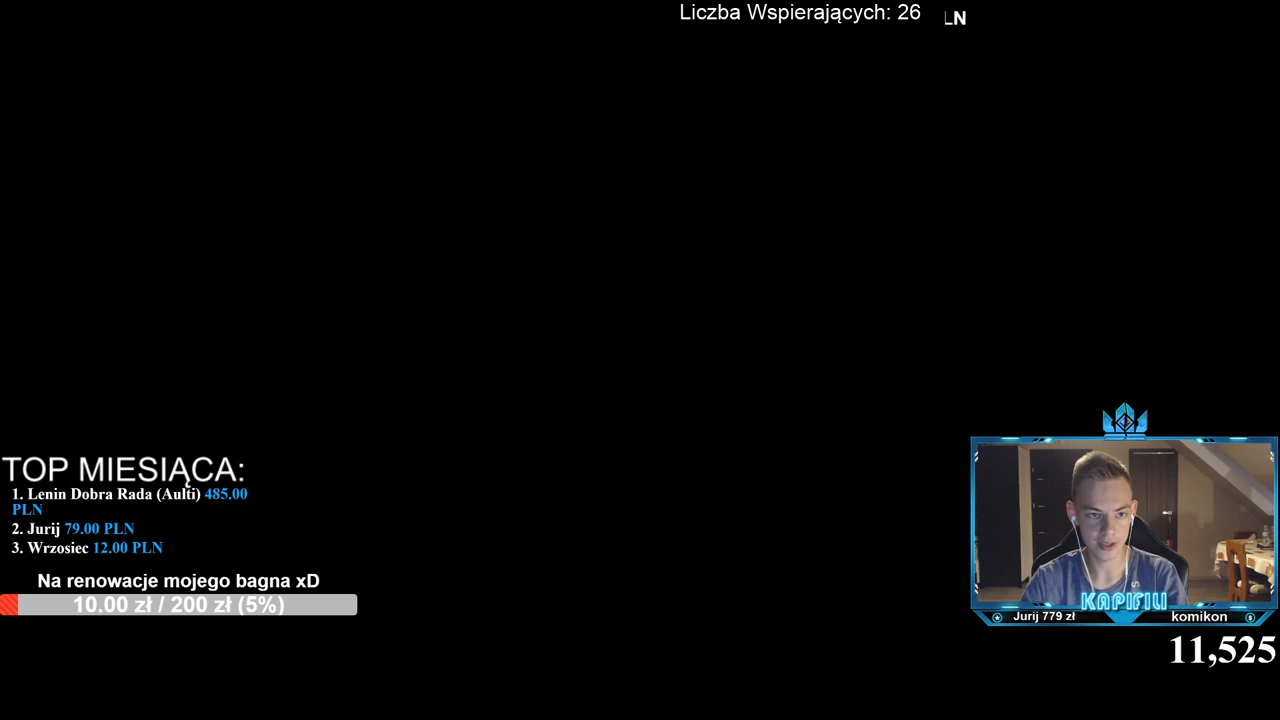 Liczba Wspierających: 26
LN
TOP MIESIĄCA:
1. Lenin Dobra Rada (Aulti) 485.00
PLN
2. Jurij 79.00 PLN
3. Wrzosiec 12.00 PLN
Na renowacje mojego bagna xD
10.00 zł / 200 zł (5%)
KAPIFILI
Jurij 779 zł
komikon
11,525